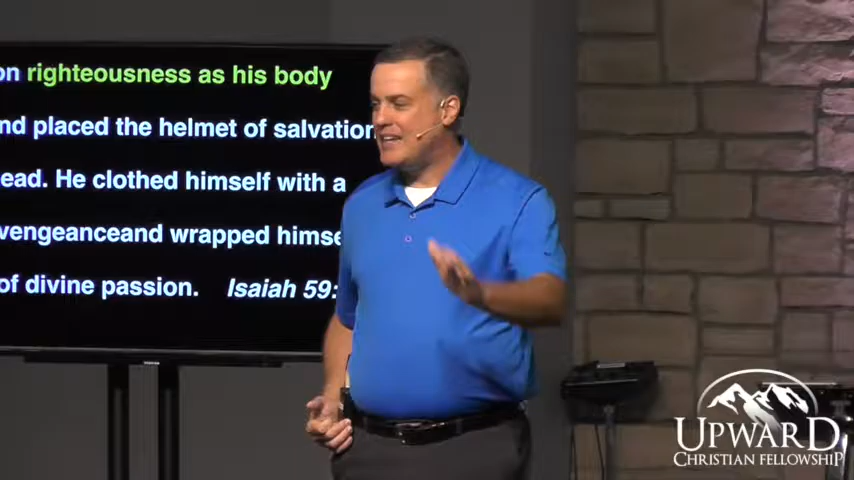 on righteousness as his body
nd placed the helmet of salvation
ead. He clothed himself with a
vengeanceand wrapped himse
of divine passion. Isaiah 59:
UPWARD
CHRISTIAN FELLOWSHIP